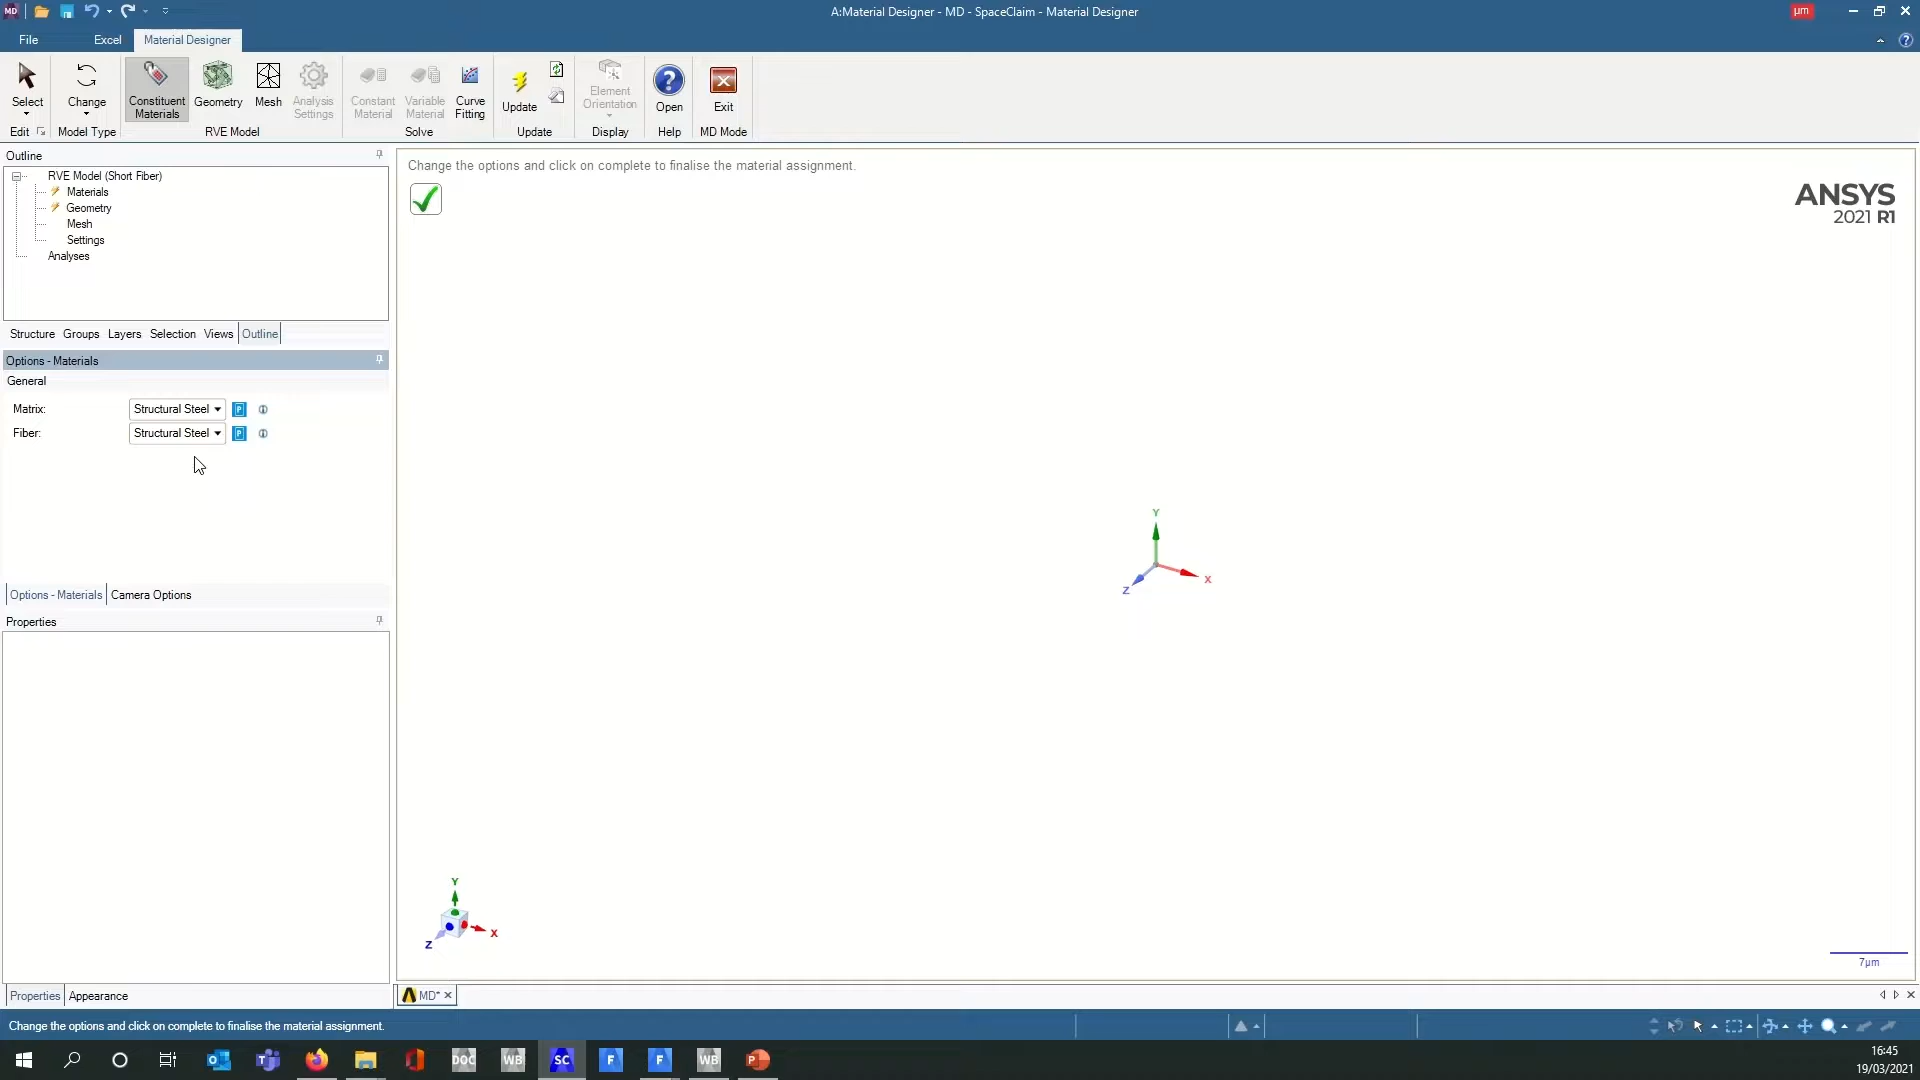 MD
A:Material Designer - MD - SpaceClaim - Material Designer
µm
File Excel Material Designer
Select
Change
Constituent
Materials
Geometry
Mesh
Analysis
Settings
Constant
Material
Variable
Material
Curve
Fitting
Update
Element
Orientation
Open
Exit
Edit Model Type RVE Model Solve Update Display Help MD Mode
Outline
RVE Model (Short Fiber)
Materials
Geometry
Mesh
Settings
Analyses
Structure Groups Layers Selection Views Outline
Options - Materials
General
Matrix: Structural Steel P
Fiber: Structural Steel P
Options - Materials Camera Options
Properties
Properties Appearance
Change the options and click on complete to finalise the material assignment.
ANSYS
2021 R1
Y
X
Z
Y
X
Z
7µm
MD*
Change the options and click on complete to finalise the material assignment.
DOC WB SC F F WB P
16:45
19/03/2021